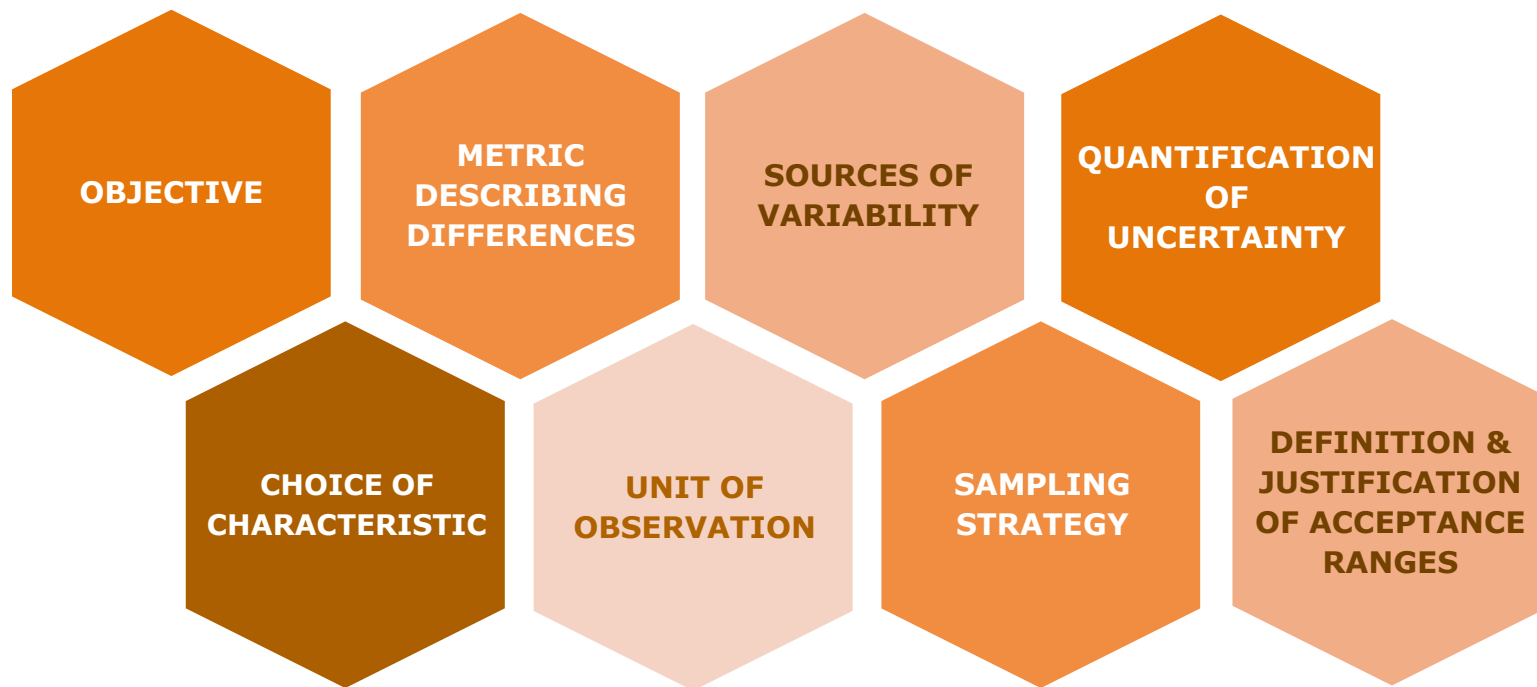 OBJECTIVE
METRIC
DESCRIBING
DIFFERENCES
SOURCES OF
VARIABILITY
QUANTIFICATION
OF
UNCERTAINTY
CHOICE OF
CHARACTERISTIC
UNIT OF
OBSERVATION
SAMPLING
STRATEGY
DEFINITION &
JUSTIFICATION
OF ACCEPTANCE
RANGES